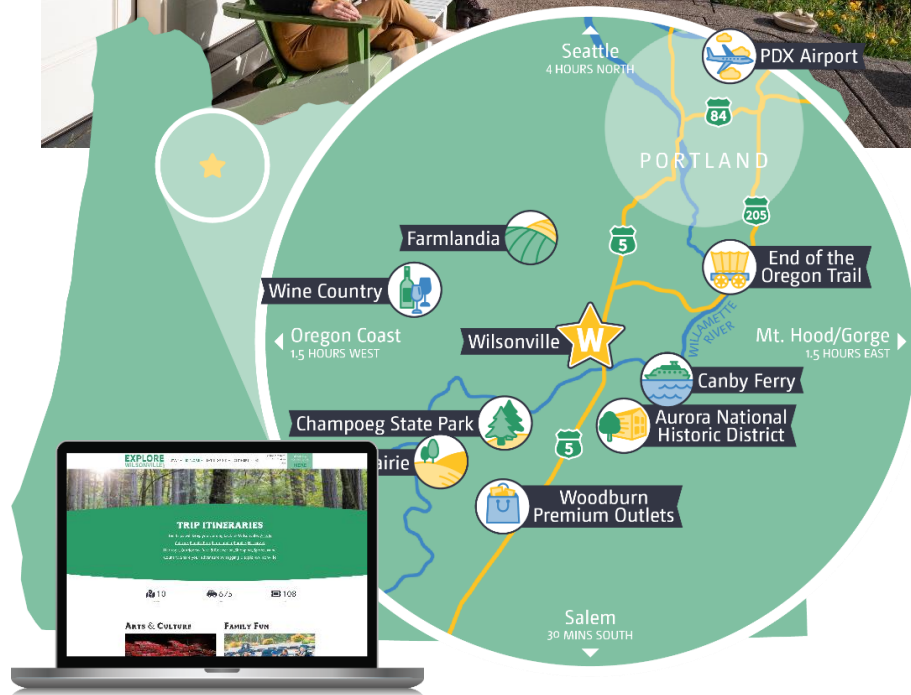 Seattle
4 HOURS NORTH
PDX Airport
84
PORTLAND
205
Farmlandia
5
End of the
Oregon Trail
Wine Country
WILLAMETTE
RIVER
Oregon Coast
1.5 HOURS WEST
Wilsonville
W
Mt. Hood/Gorge
1.5 HOURS EAST
Canby Ferry
Champoeg State Park
Aurora National
Historic District
5
airie
Woodburn
Premium Outlets
Salem
30 MINS SOUTH
EXPLORE
WILSONVILLE
TRIP ITINERARIES
10
675
108
ARTS & CULTURE
FAMILY FUN